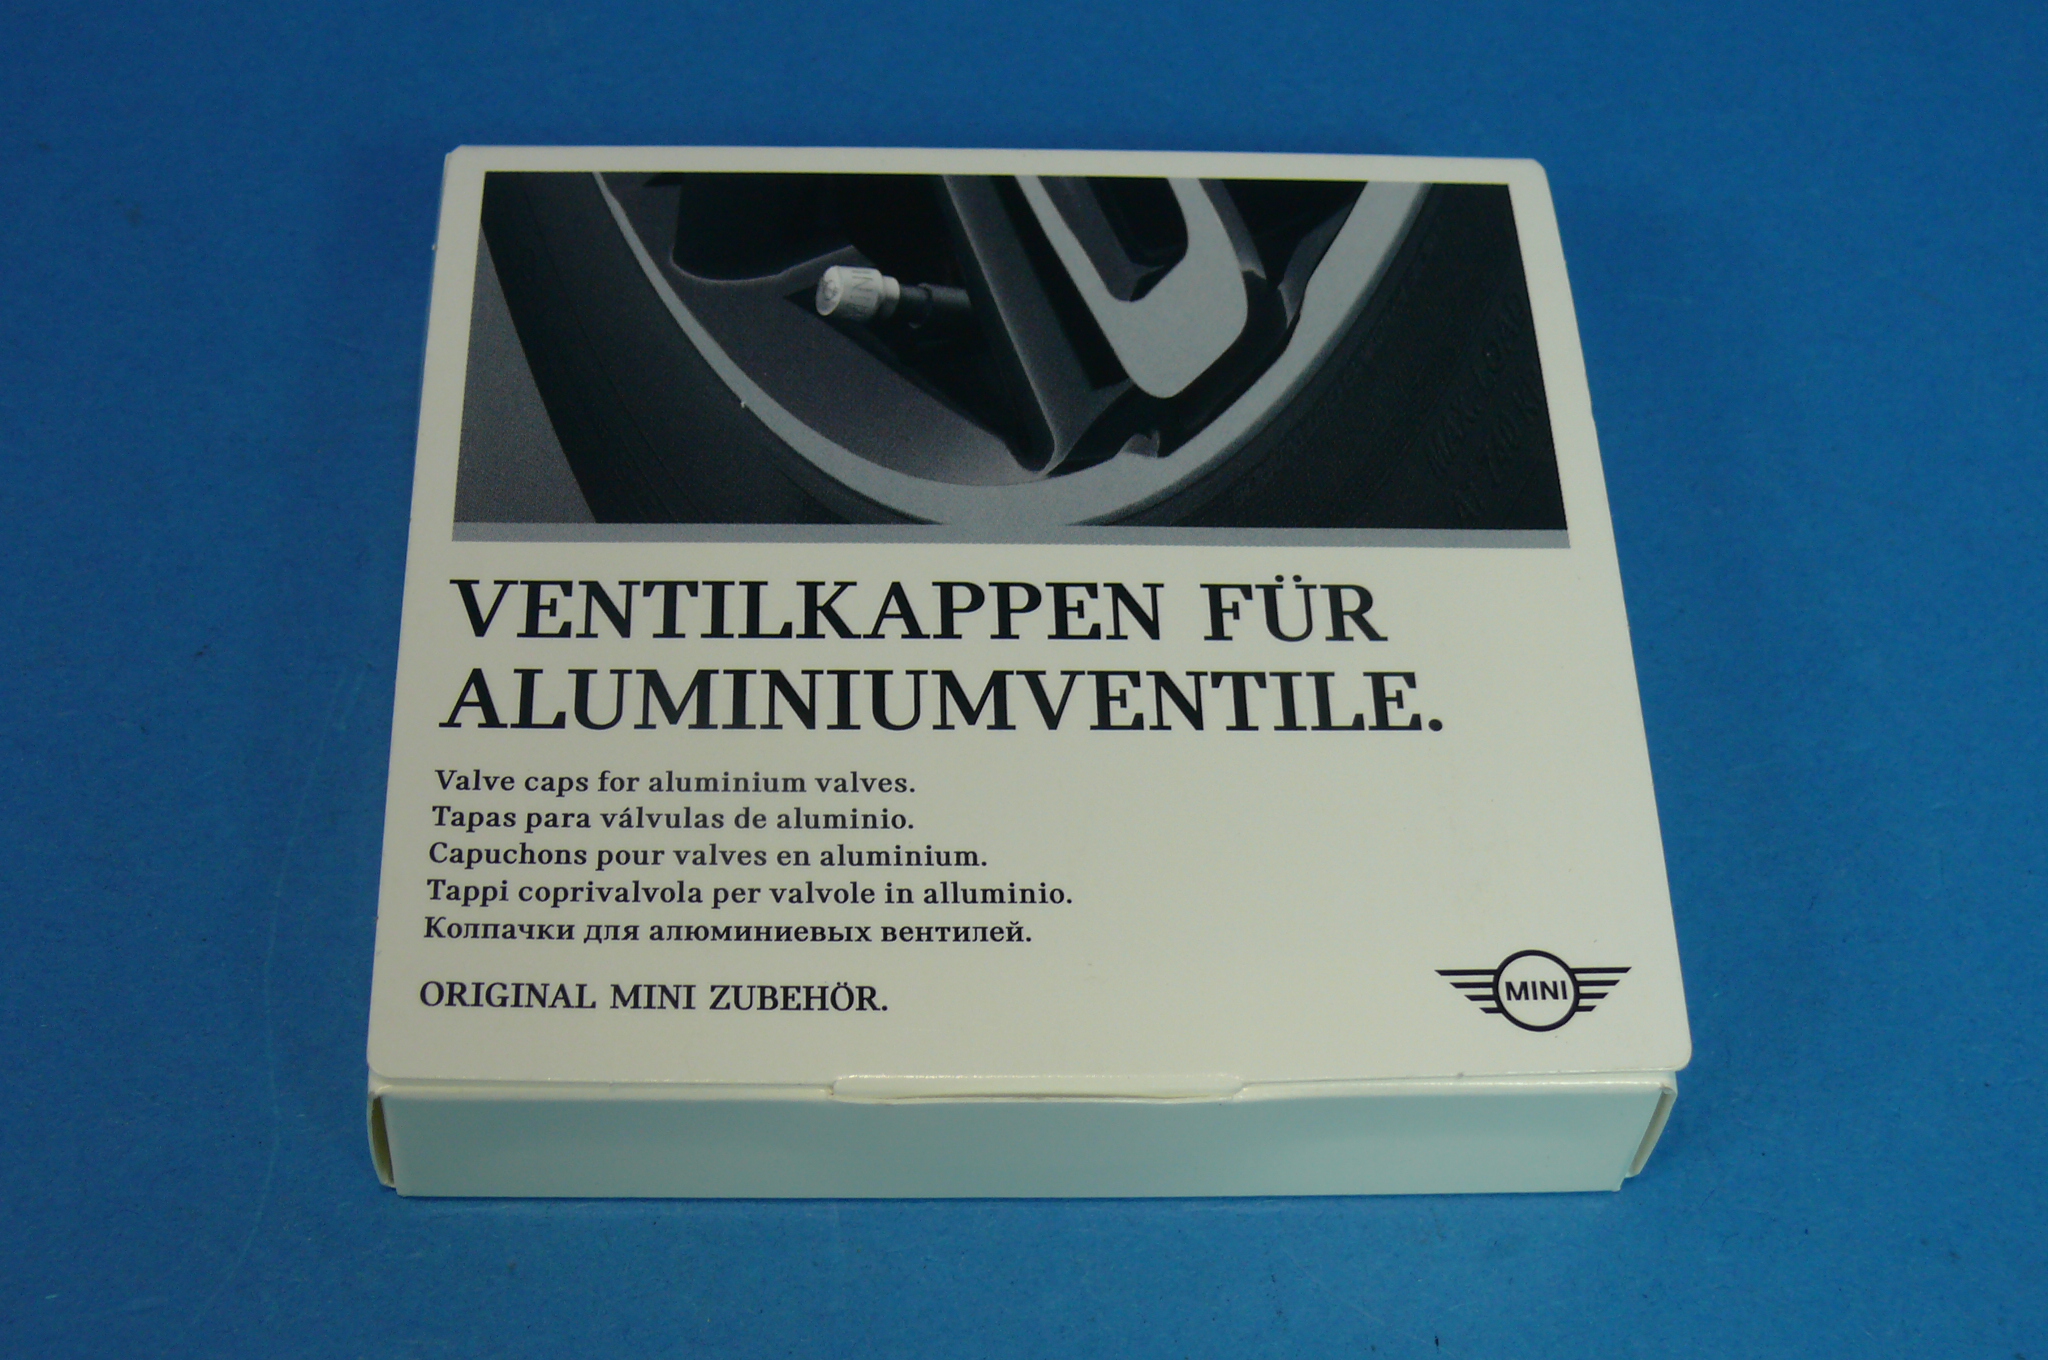 VENTILKAPPEN FÜR
ALUMINIUMVENTILE.
Valve caps for aluminium valves.
Tapas para válvulas de aluminio.
Capuchons pour valves en aluminium.
Tappi coprivalvola per valvole in alluminio.
Колпачки для алюминиевых вентилей.
ORIGINAL MINI ZUBEHÖR.
MINI